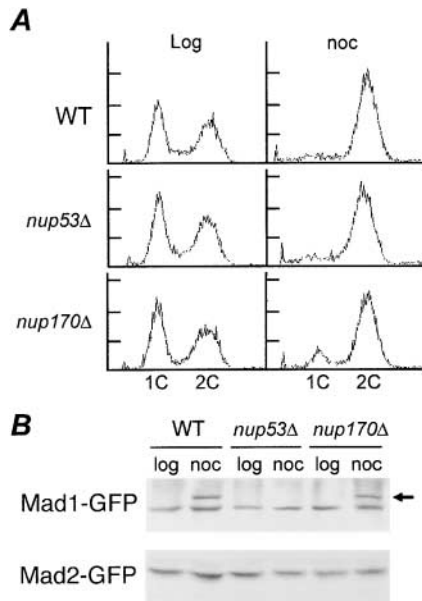 A
Log noc
WT
nup53Δ
nup170Δ
1C 2C 1C 2C
B
WT nup53Δ nup170Δ
log noc log noc log noc
Mad1-GFP
Mad2-GFP